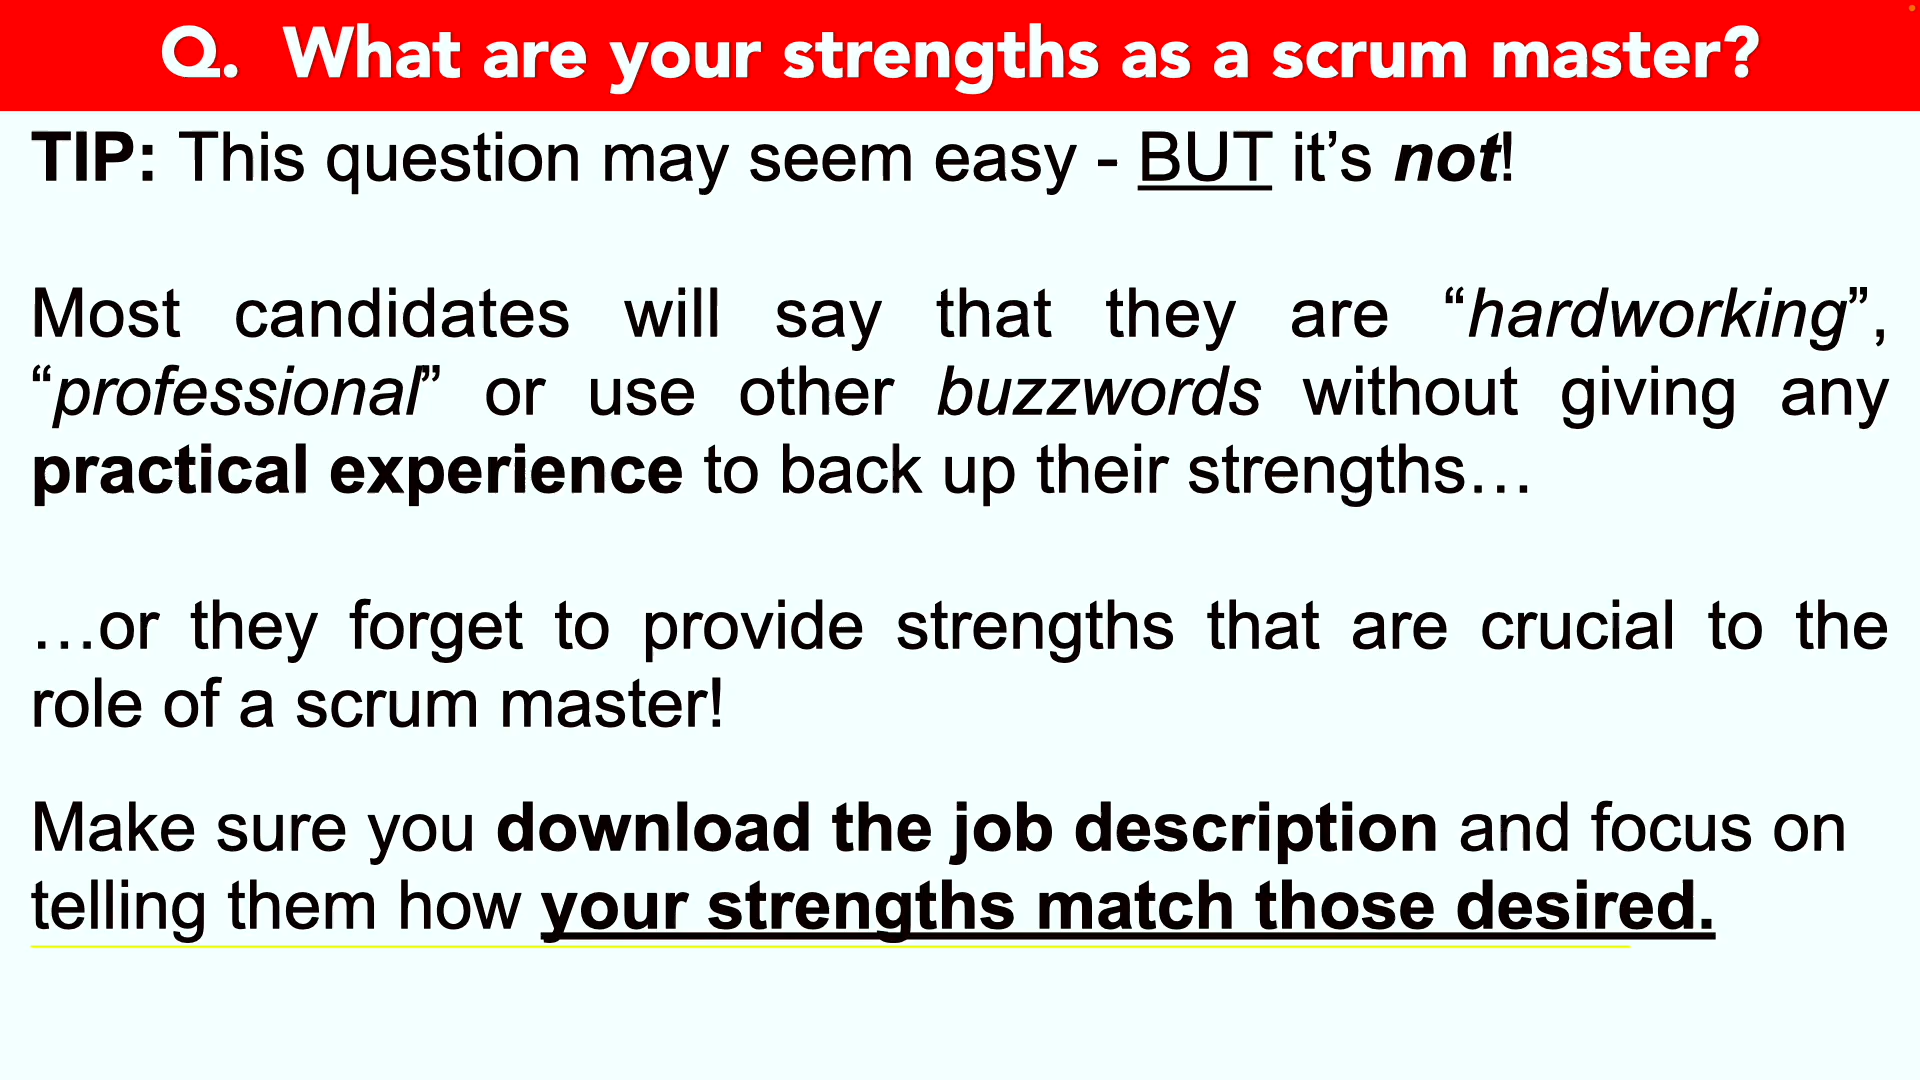 Q. What are your strengths as a scrum master?
TIP: This question may seem easy - BUT it’s not!
Most candidates will say that they are “hardworking”,
“professional” or use other buzzwords without giving any
practical experience to back up their strengths…
…or they forget to provide strengths that are crucial to the
role of a scrum master!
Make sure you download the job description and focus on
telling them how your strengths match those desired.